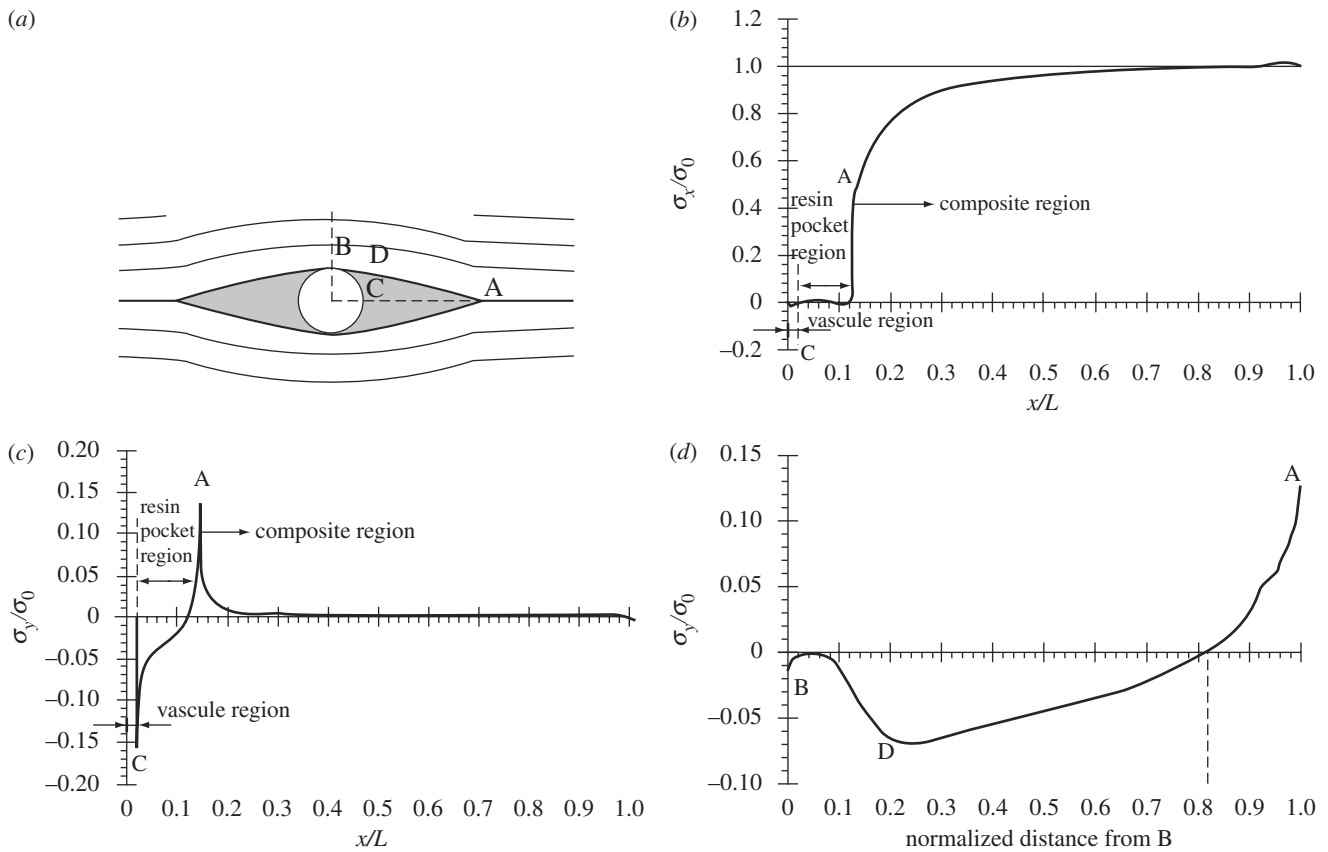 (a)
B
D
C
A
(b)
1.2
1.0
0.8
0.6
0.4
0.2
0
−0.2
σx/σ0
A
resin
pocket
region
composite region
vascule region
C
0 0.1 0.2 0.3 0.4 0.5 0.6 0.7 0.8 0.9 1.0
x/L
(c)
0.20
0.15
0.10
0.05
0
−0.05
−0.10
−0.15
−0.20
σy/σ0
A
resin
pocket
region
composite region
vascule region
C
0 0.1 0.2 0.3 0.4 0.5 0.6 0.7 0.8 0.9 1.0
x/L
(d)
0.15
0.10
0.05
0
−0.05
−0.10
σy/σ0
A
B
D
0 0.1 0.2 0.3 0.4 0.5 0.6 0.7 0.8 0.9 1.0
normalized distance from B